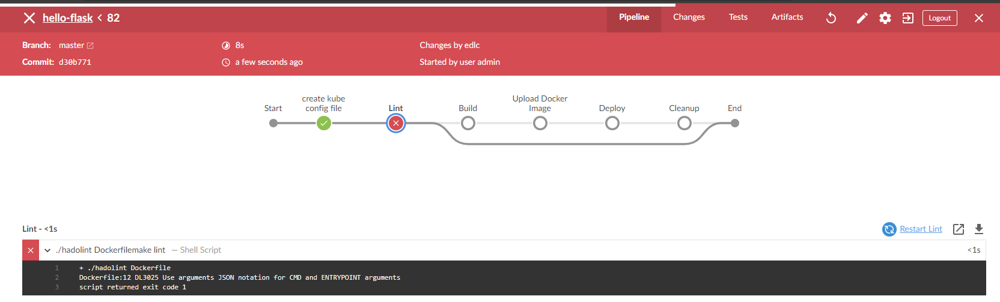 hello-flask < 82
Pipeline Changes Tests Artifacts Logout
Branch: master 8s Changes by edlc
Commit: d30b771 a few seconds ago Started by user admin
Start
create kube
config file
Lint
Build
Upload Docker
Image
Deploy
Cleanup
End
Lint - <1s Restart Lint
./hadolint Dockerfilemake lint — Shell Script <1s
1 + ./hadolint Dockerfile
2 Dockerfile:12 DL3025 Use arguments JSON notation for CMD and ENTRYPOINT arguments
3 script returned exit code 1